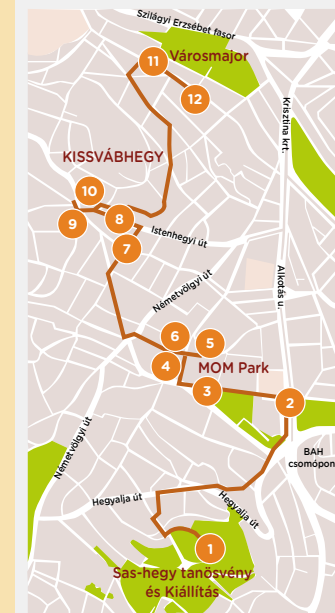 Szilágyi Erzsébet fasor
11
Városmajor
12
Krisztina krt.
KISSVÁBHEGY
10
9
8
7
Istenhegyi út
Németvölgyi út
Alkotás u.
6
5
4
MOM Park
3
2
BAH
csomópon
Németvölgyi út
Hegyalja út
Hegyalja út
1
Sas-hegy tanösvény
és Kiállítás